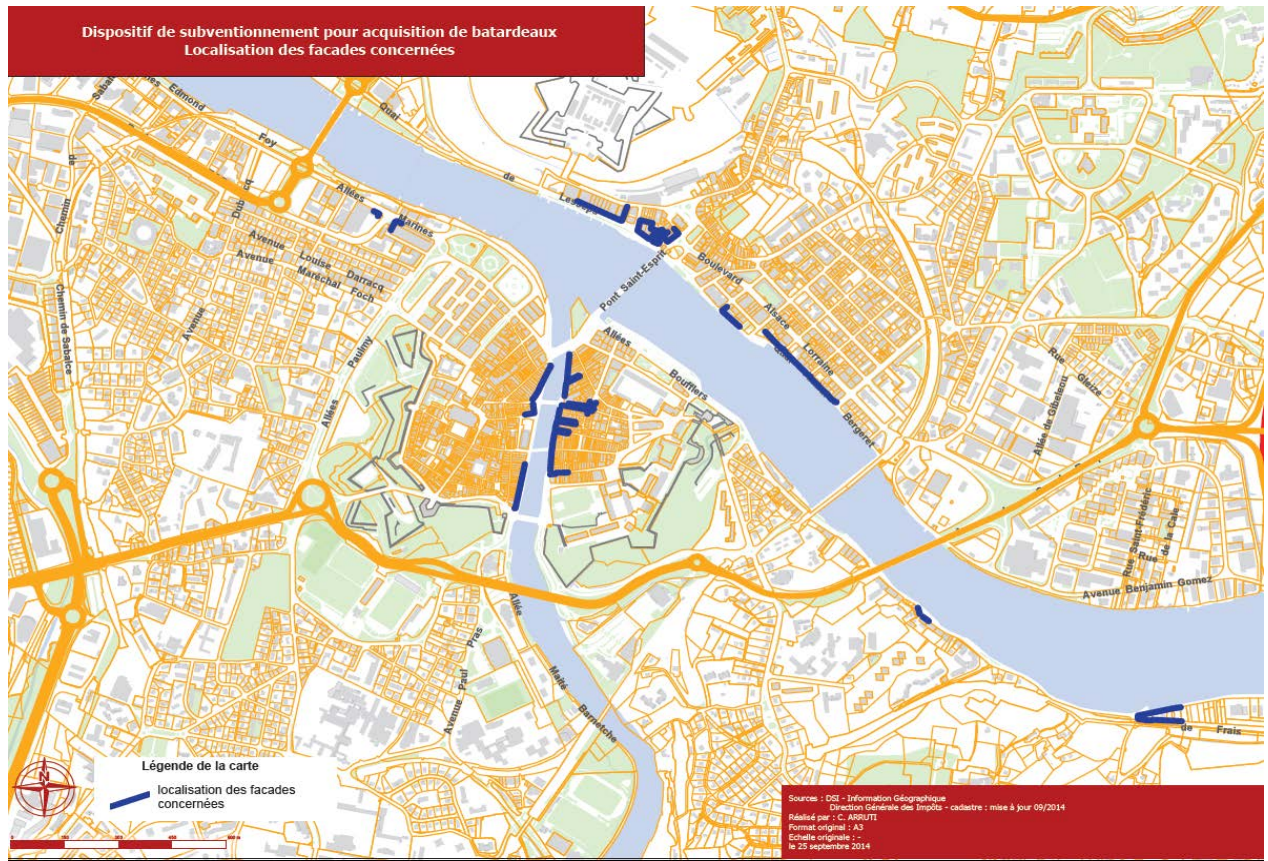 Dispositif de subventionnement pour acquisition de batardeaux
Localisation des facades concernées
Edmond
Foy
Quai
de
Lesseps
Chemin
de
Allées
Marines
Avenue
Louise
Darracq
Avenue
Maréchal
Foch
Avenue
Chemin de Sabalce
Allées
Paulmy
Pont Saint-Esprit
Boulevard
Alsace
Lorraine
Bergeret
Allées
Boufflers
Rue
Gleize
Allée de Gibeleou
Rue Saint-Frédéric
Rue
de la Cale
Avenue Benjamin Gomez
Allée
Maïté
Barnetche
Avenue Paul
Pras
de
Frais
Légende de la carte
localisation des facades
concernées
N
Sources : DSI - Information Géographique
Direction Générale des Impôts - cadastre : mise à jour 09/2014
Réalisé par : C. ARRUTI
Format original : A3
Echelle originale : -
le 25 septembre 2014